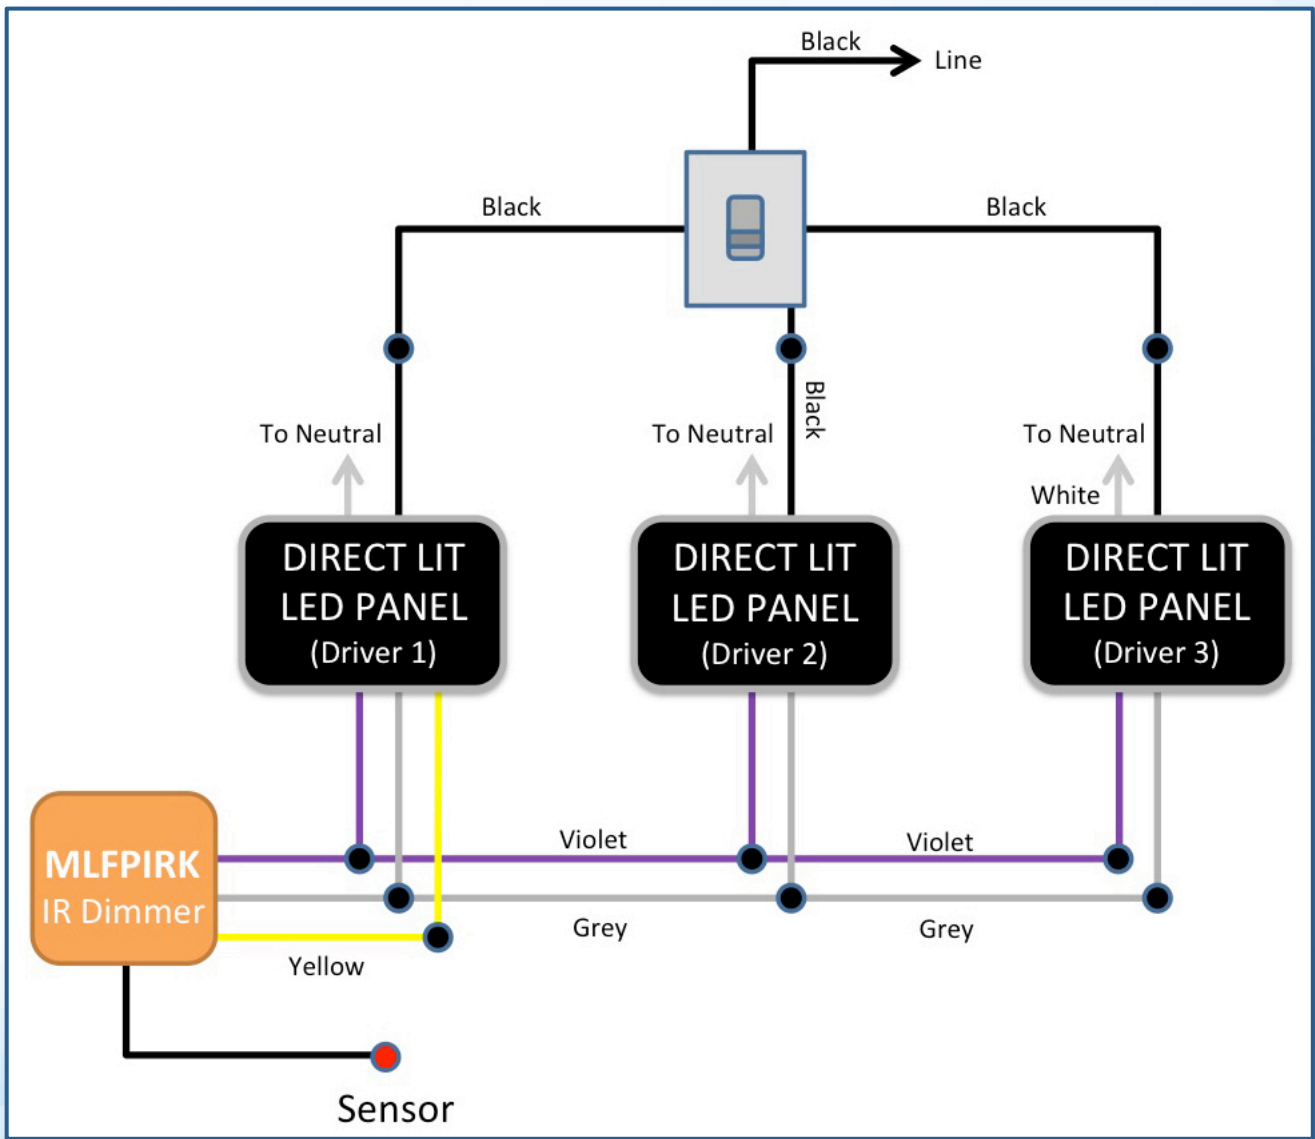 Black
Line
Black
Black
Black
To Neutral
To Neutral
To Neutral
White
DIRECT LIT
LED PANEL
(Driver 1)
DIRECT LIT
LED PANEL
(Driver 2)
DIRECT LIT
LED PANEL
(Driver 3)
Violet
Violet
MLFPIRK
IR Dimmer
Grey
Grey
Yellow
Sensor